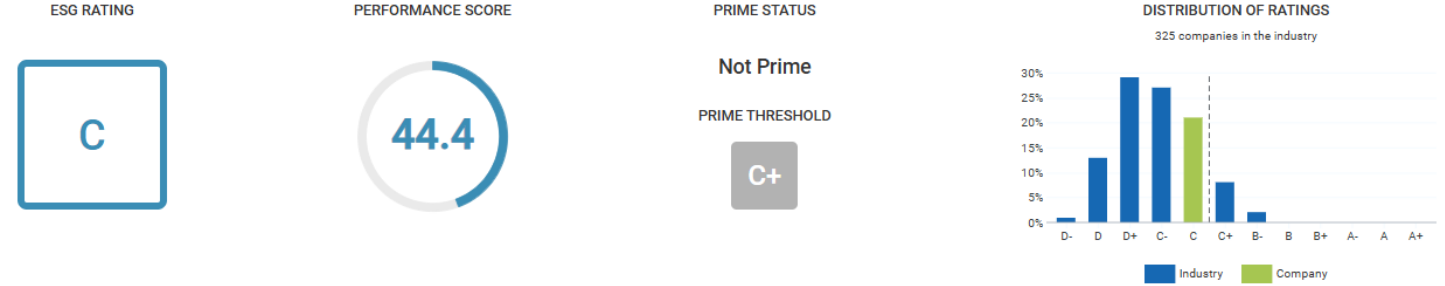 ESG RATING
C
PERFORMANCE SCORE
44.4
PRIME STATUS
Not Prime
PRIME THRESHOLD
C+
DISTRIBUTION OF RATINGS
325 companies in the industry
30%
25%
20%
15%
10%
5%
0%
D- D D+ C- C C+ B- B B+ A- A A+
Industry Company